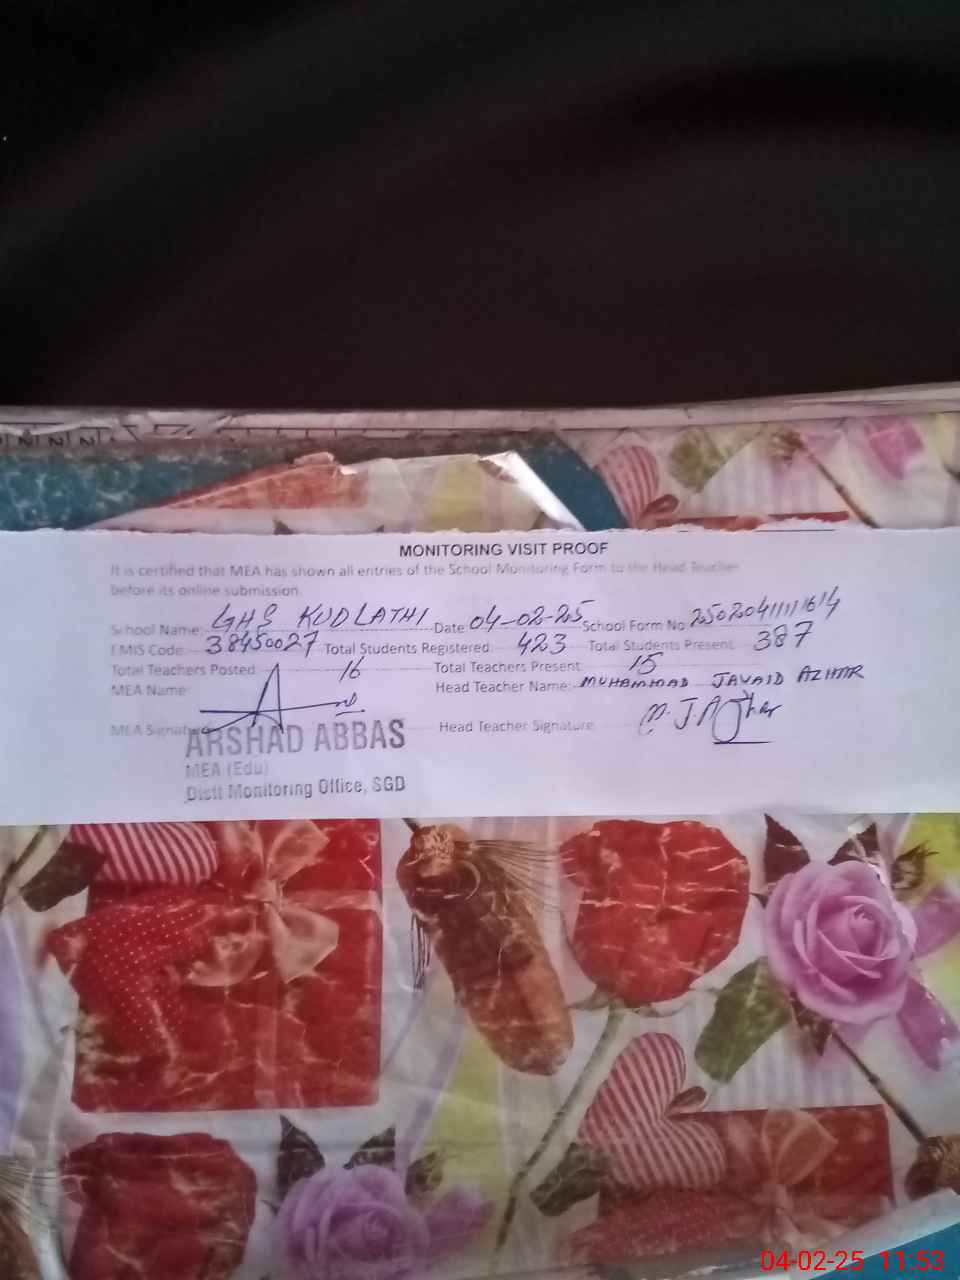 MONITORING VISIT PROOF
It is certified that MEA has shown all entries of the School Monitoring Form to the Head Teacher
before its online submission
School Name: GHS KUDLATHI Date: 04-02-25 School Form No 25020411111614
EMIS Code: 38450027 Total Students Registered: 423 Total Students Present: 387
Total Teachers Posted: 16 Total Teachers Present: 15
MEA Name: Head Teacher Name: MUHAMMAD JAVAID AZHAR
MEA Signature Head Teacher Signature M.J.Azhar
ARSHAD ABBAS
MEA (Edu)
Distt Monitoring Office, SGD
04-02-25 11:53